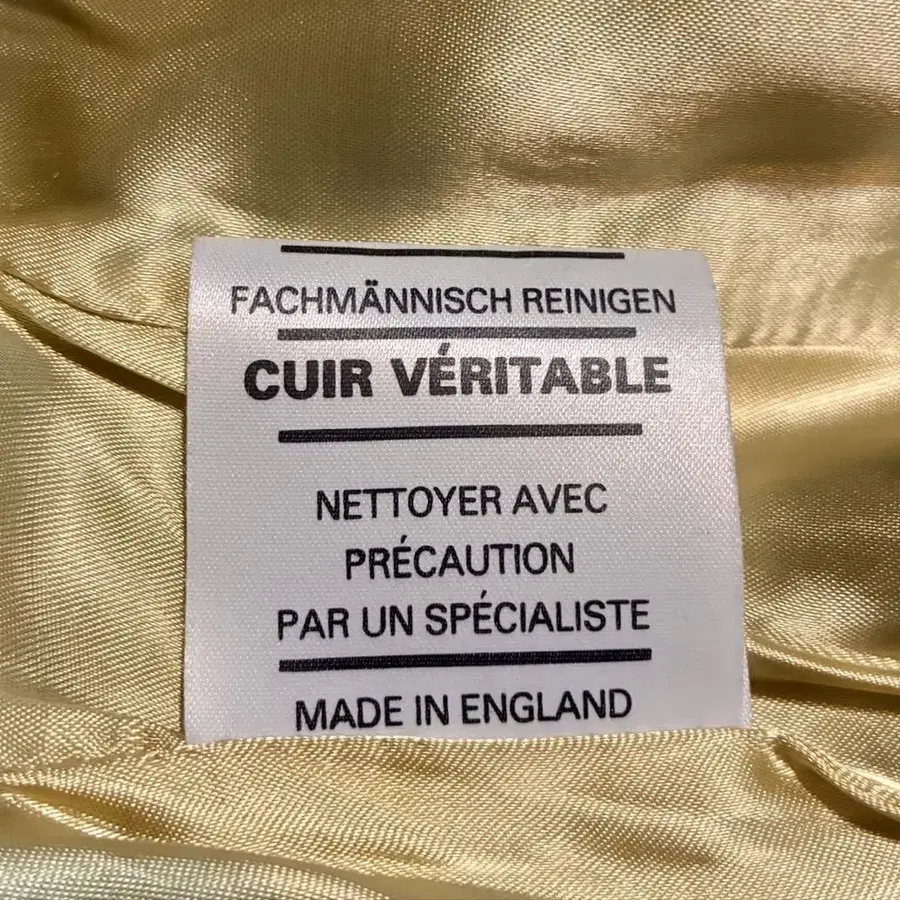 FACHMÄNNISCH REINIGEN
CUIR VÉRITABLE
NETTOYER AVEC
PRÉCAUTION
PAR UN SPÉCIALISTE
MADE IN ENGLAND